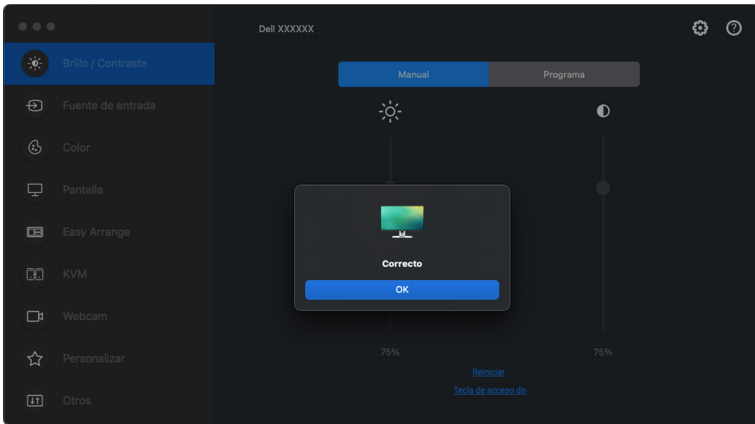 Dell XXXXXX
Brillo / Contraste
Fuente de entrada
Color
Pantalla
Easy Arrange
KVM
Webcam
Personalizar
Otros
Manual
Programa
Correcto
OK
75%
75%
Reiniciar
Tecla de acceso dir